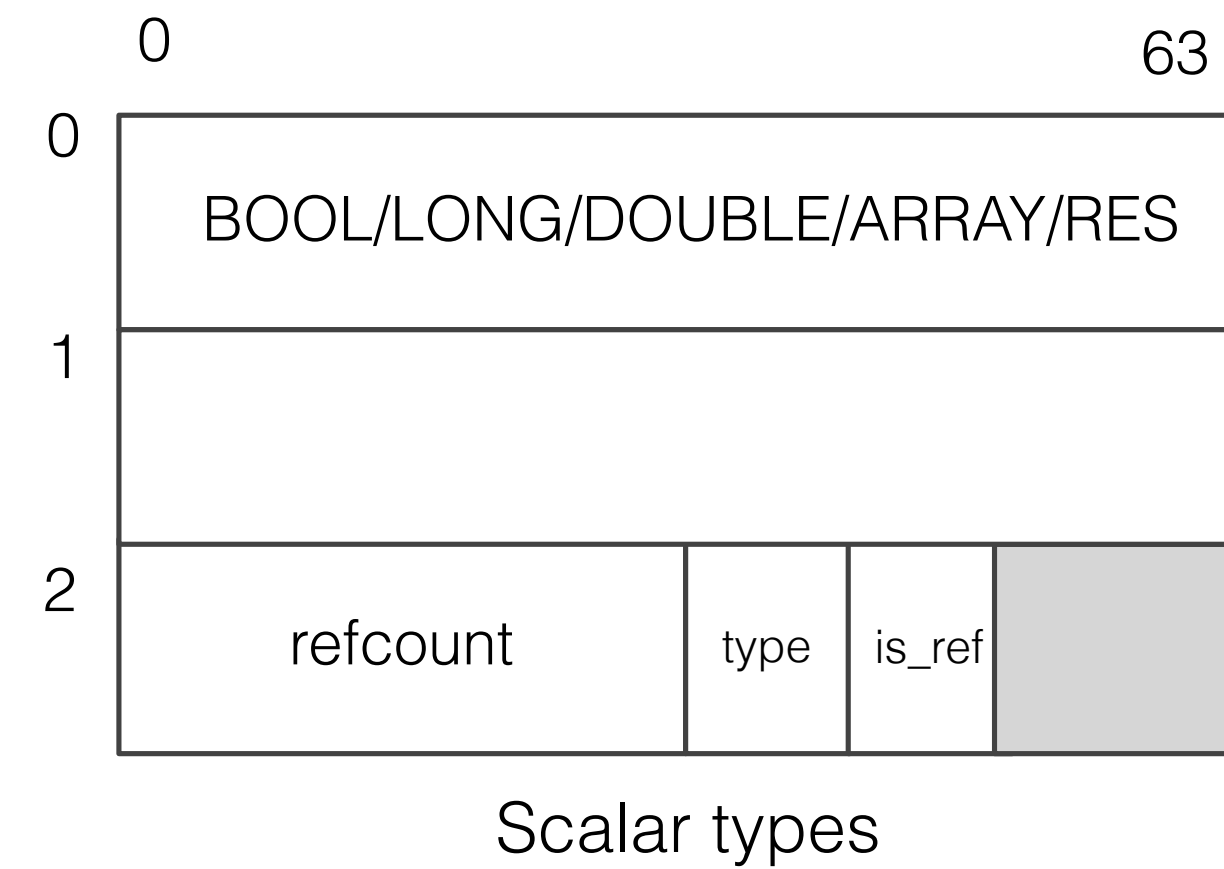 0 63
0
BOOL/LONG/DOUBLE/ARRAY/RES
1
2
refcount type is_ref
Scalar types